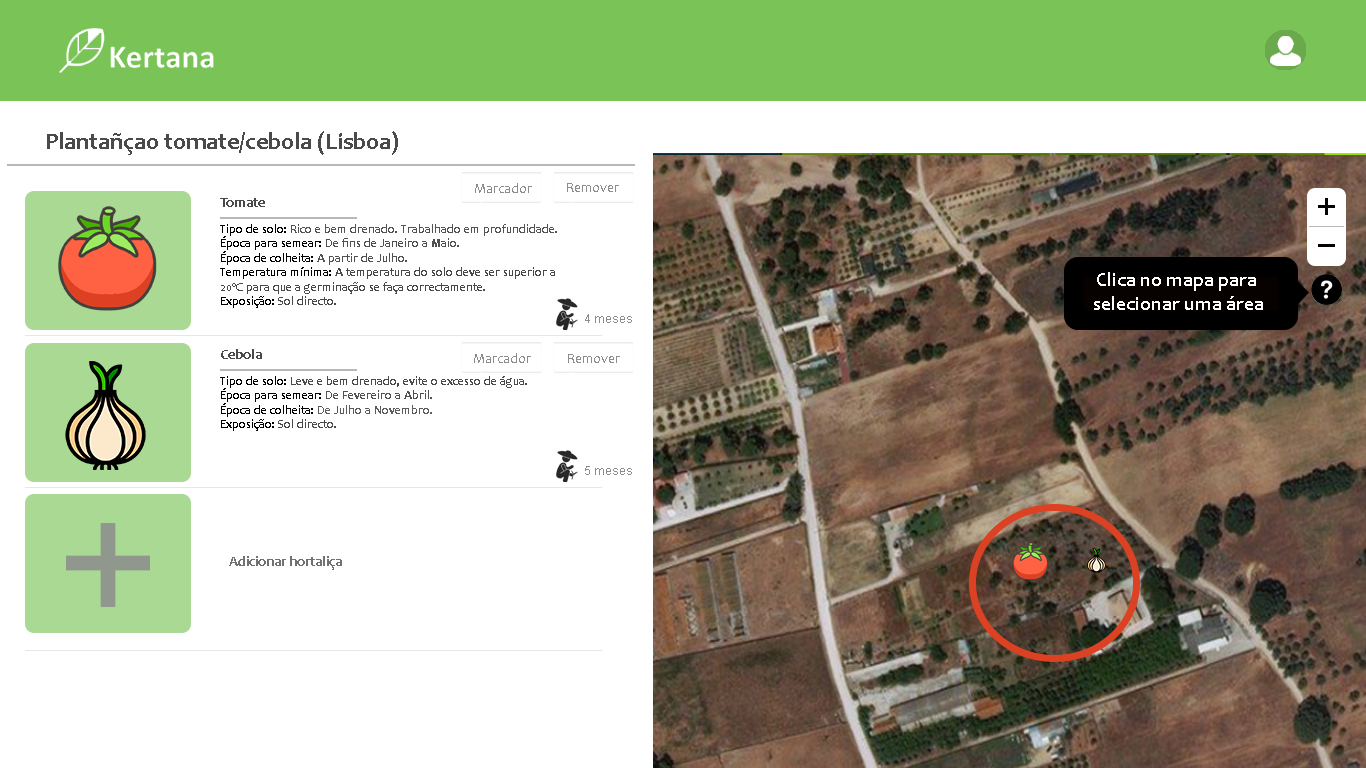 Kertana
Plantañçao tomate/cebola (Lisboa)
Marcador
Remover
Tomate
Tipo de solo: Rico e bem drenado. Trabalhado em profundidade.
Época para semear: De fins de Janeiro a Maio.
Época de colheita: A partir de Julho.
Temperatura mínima: A temperatura do solo deve ser superior a
20ºC para que a germinação se faça correctamente.
Exposição: Sol directo.
4 meses
Cebola
Marcador
Remover
Tipo de solo: Leve e bem drenado, evite o excesso de água.
Época para semear: De Fevereiro a Abril.
Época de colheita: De Julho a Novembro.
Exposição: Sol directo.
5 meses
Adicionar hortaliça
+
−
Clica no mapa para
selecionar uma área
?